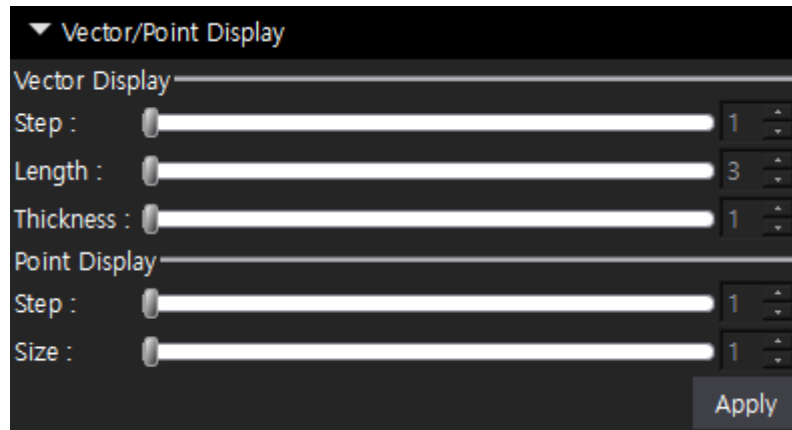 Vector/Point Display
Vector Display
Step : 1
Length : 3
Thickness : 1
Point Display
Step : 1
Size : 1
Apply